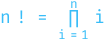 n ! = ∏ i
n
i = 1